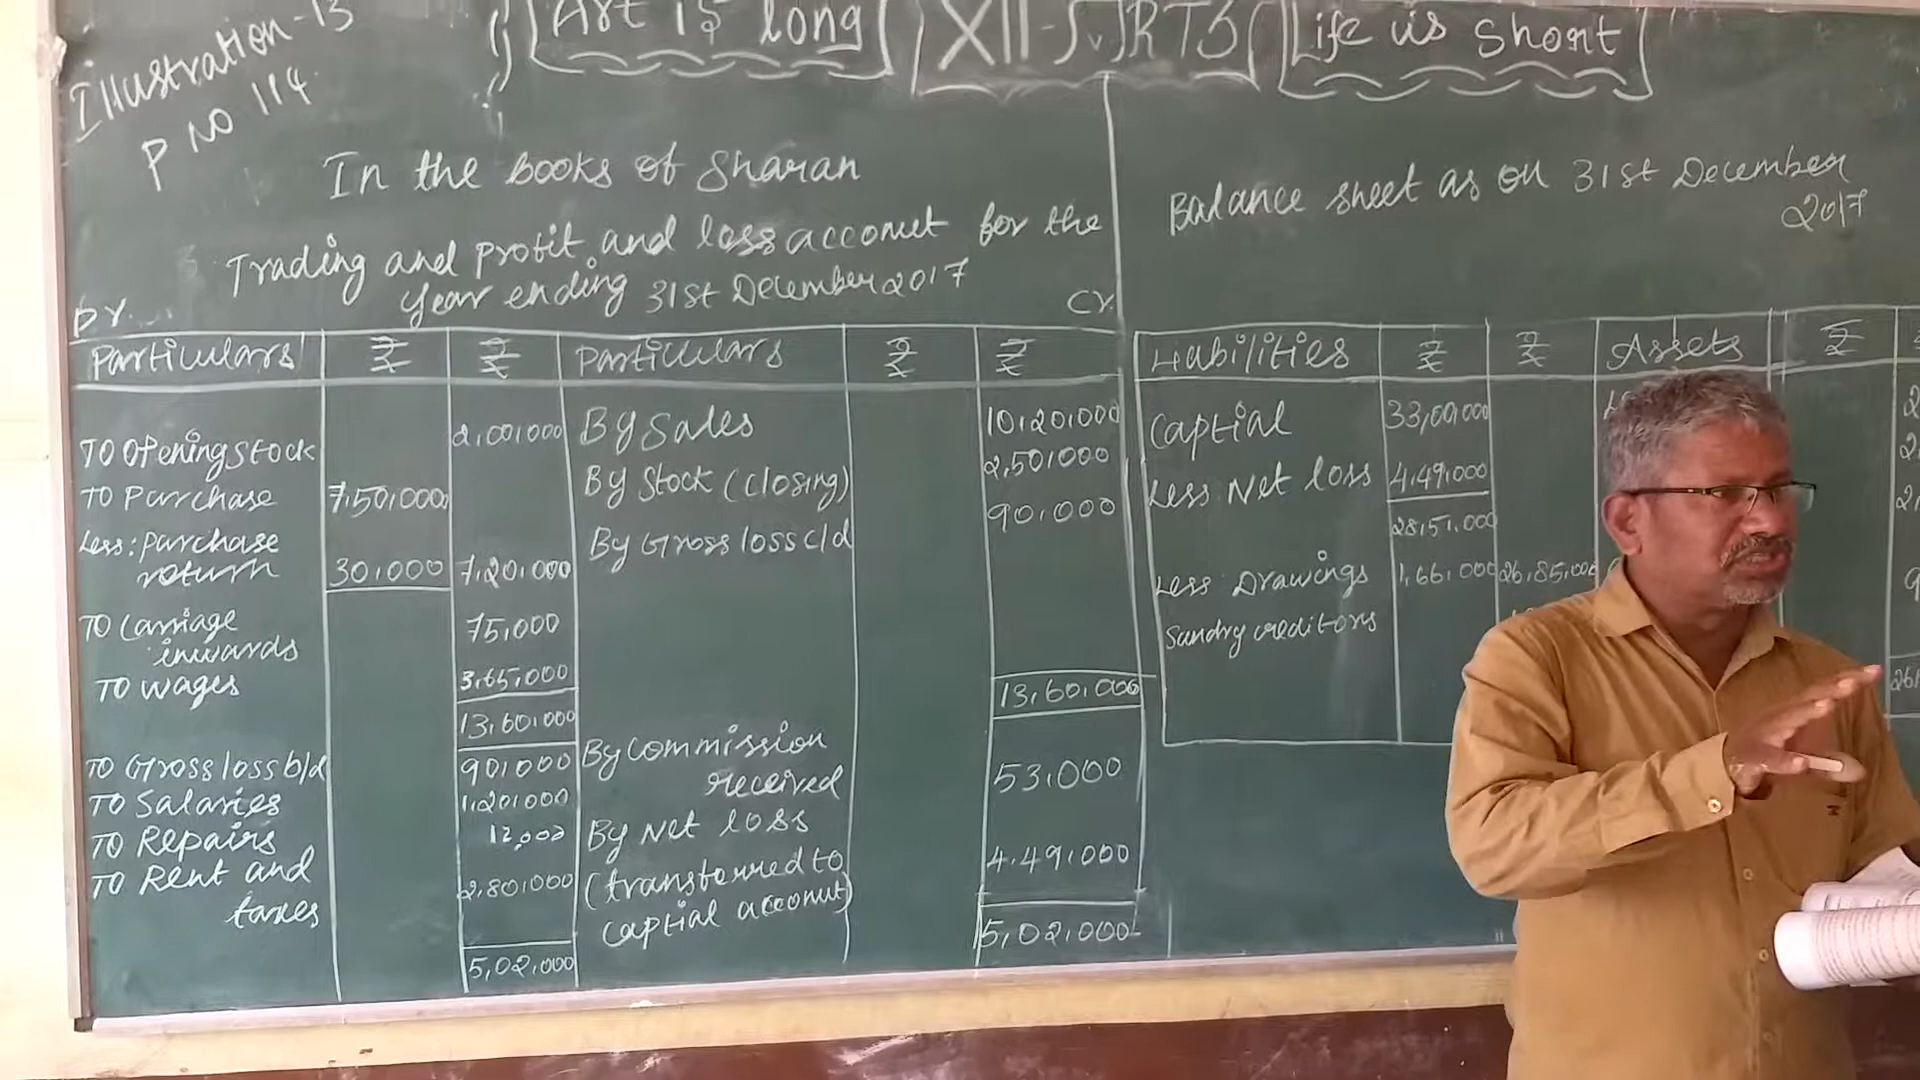 Illustration-13
P NO 114
Art is long
XII-
Life is short
In the Books of Sharan
Trading and profit and loss acconut for the
year ending 31st December 2017
Dr.
Cr.
Particulars ₹ ₹ Particulars ₹ ₹
TO Opening stock 2,00,000
TO Purchase 7,50,000
Less: Purchase
return 30,000 7,20,000
TO Carriage
inwards 75,000
TO wages 3,65,000
13,60,000
TO Gross loss b/d 90,000
TO Salaries 1,20,000
TO Repairs 12,000
TO Rent and
taxes 2,80,000
5,02,000
By Sales 10,20,000
By Stock (closing) 2,50,000
By Gross loss c/d 90,000
13,60,000
By Commission
received 53,000
By Net loss
(transferred to 4,49,000
captial acconut)
5,02,000
Balance sheet as on 31st December
2017
Liabilities ₹ ₹ Assets ₹
Captial 33,00,000
Less Net loss 4,49,000
28,51,000
Less Drawings 1,66,000 26,85,000
Sundry creditors